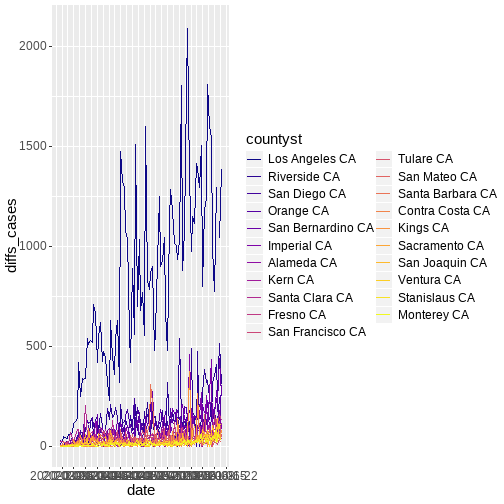 diffs_cases
2000
1500
1000
500
0
date
countyst
Los Angeles CA
Riverside CA
San Diego CA
Orange CA
San Bernardino CA
Imperial CA
Alameda CA
Kern CA
Santa Clara CA
Fresno CA
San Francisco CA
Tulare CA
San Mateo CA
Santa Barbara CA
Contra Costa CA
Kings CA
Sacramento CA
San Joaquin CA
Ventura CA
Stanislaus CA
Monterey CA